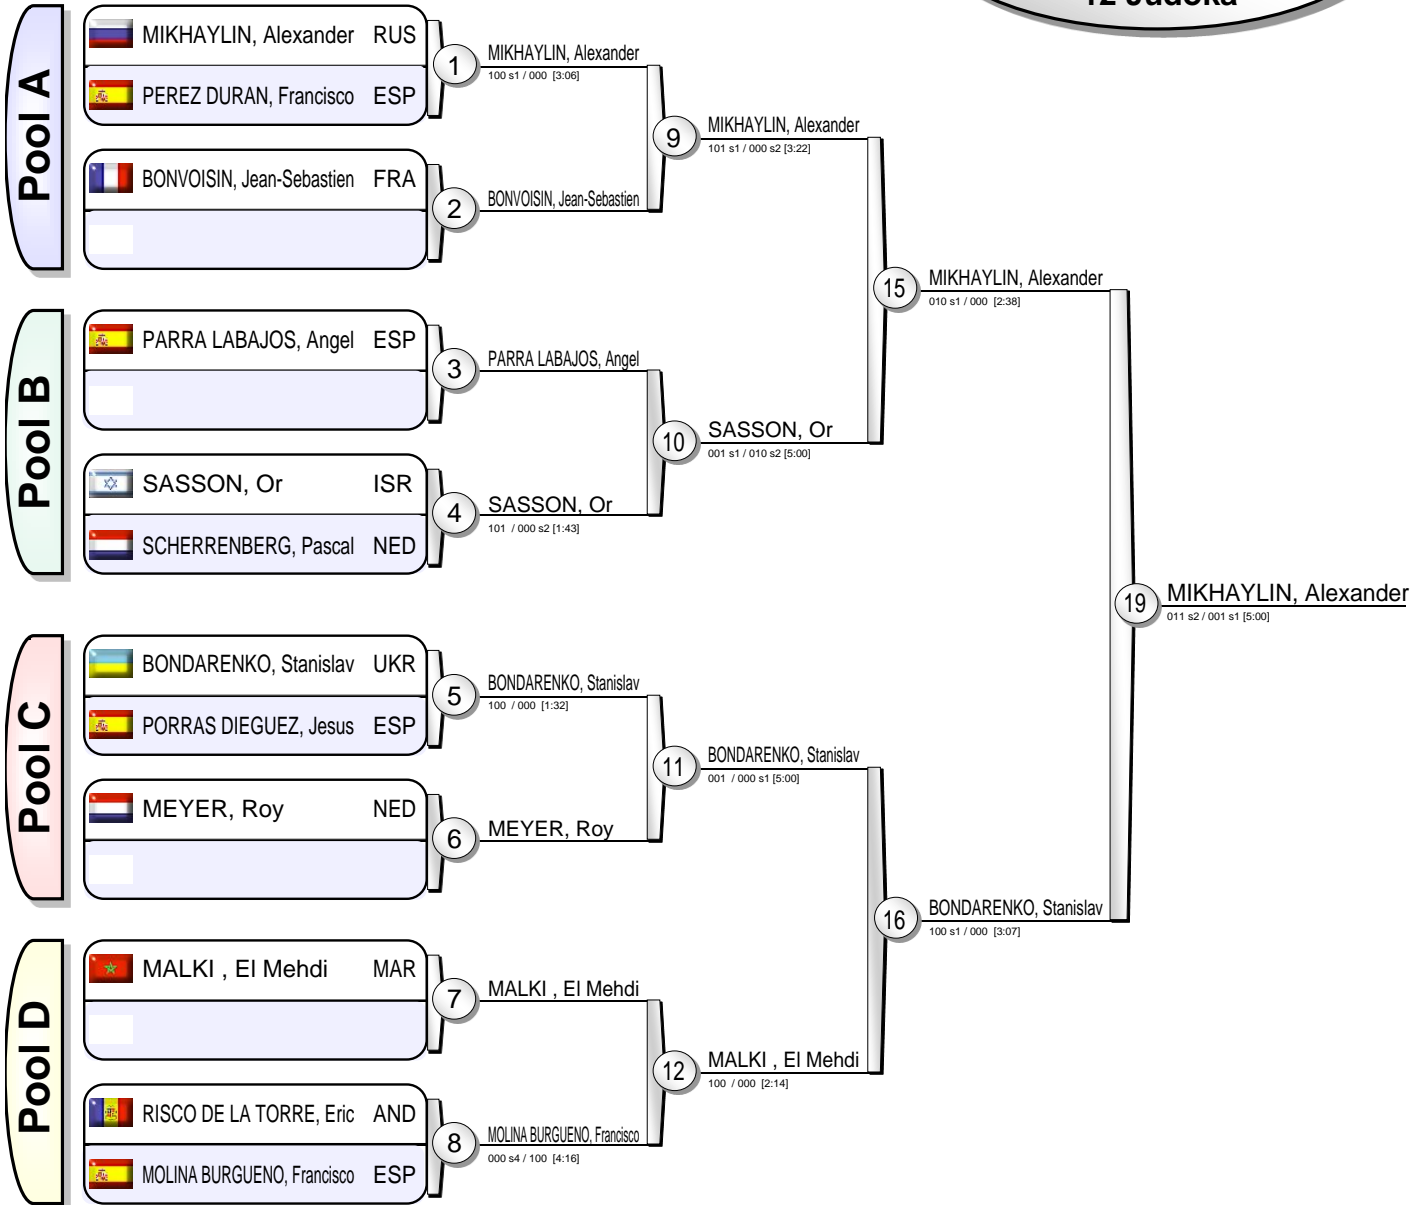 12 Judoka
Pool A
MIKHAYLIN, Alexander RUS
PEREZ DURAN, Francisco ESP
1
MIKHAYLIN, Alexander
100 s1 / 000 [3:06]
BONVOISIN, Jean-Sebastien FRA
2
BONVOISIN, Jean-Sebastien
9
MIKHAYLIN, Alexander
101 s1 / 000 s2 [3:22]
Pool B
PARRA LABAJOS, Angel ESP
3
PARRA LABAJOS, Angel
SASSON, Or ISR
SCHERRENBERG, Pascal NED
4
SASSON, Or
101 / 000 s2 [1:43]
10
SASSON, Or
001 s1 / 010 s2 [5:00]
15
MIKHAYLIN, Alexander
010 s1 / 000 [2:38]
Pool C
BONDARENKO, Stanislav UKR
PORRAS DIEGUEZ, Jesus ESP
5
BONDARENKO, Stanislav
100 / 000 [1:32]
MEYER, Roy NED
6
MEYER, Roy
11
BONDARENKO, Stanislav
001 / 000 s1 [5:00]
Pool D
MALKI , El Mehdi MAR
7
MALKI , El Mehdi
RISCO DE LA TORRE, Eric AND
MOLINA BURGUENO, Francisco ESP
8
MOLINA BURGUENO, Francisco
000 s4 / 100 [4:16]
12
MALKI , El Mehdi
100 / 000 [2:14]
16
BONDARENKO, Stanislav
100 s1 / 000 [3:07]
19
MIKHAYLIN, Alexander
011 s2 / 001 s1 [5:00]